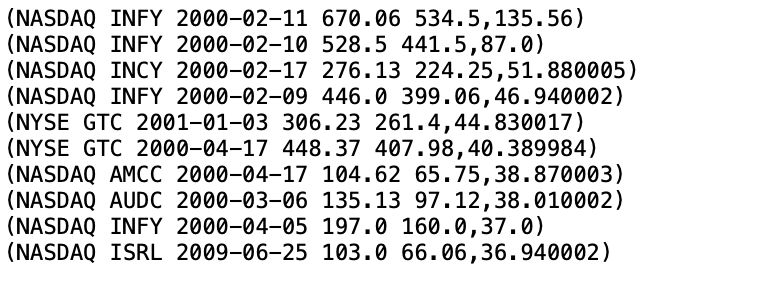 (NASDAQ INFY 2000-02-11 670.06 534.5,135.56)
(NASDAQ INFY 2000-02-10 528.5 441.5,87.0)
(NASDAQ INCY 2000-02-17 276.13 224.25,51.880005)
(NASDAQ INFY 2000-02-09 446.0 399.06,46.940002)
(NYSE GTC 2001-01-03 306.23 261.4,44.830017)
(NYSE GTC 2000-04-17 448.37 407.98,40.389984)
(NASDAQ AMCC 2000-04-17 104.62 65.75,38.870003)
(NASDAQ AUDC 2000-03-06 135.13 97.12,38.010002)
(NASDAQ INFY 2000-04-05 197.0 160.0,37.0)
(NASDAQ ISRL 2009-06-25 103.0 66.06,36.940002)